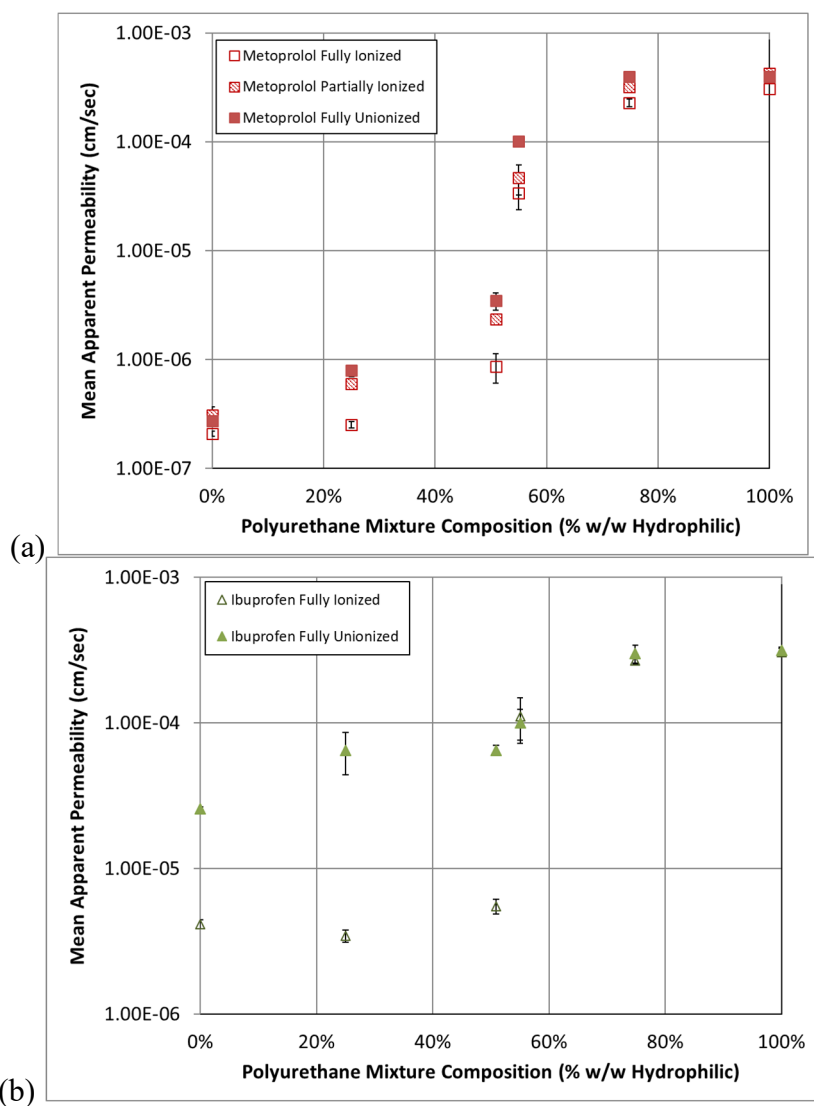 1.00E-03
Metoprolol Fully Ionized
Metoprolol Partially Ionized
Metoprolol Fully Unionized
1.00E-04
1.00E-05
1.00E-06
1.00E-07
Mean Apparent Permeability (cm/sec)
0% 20% 40% 60% 80% 100%
Polyurethane Mixture Composition (% w/w Hydrophilic)
(a)
1.00E-03
Ibuprofen Fully Ionized
Ibuprofen Fully Unionized
1.00E-04
1.00E-05
1.00E-06
Mean Apparent Permeability (cm/sec)
0% 20% 40% 60% 80% 100%
Polyurethane Mixture Composition (% w/w Hydrophilic)
(b)